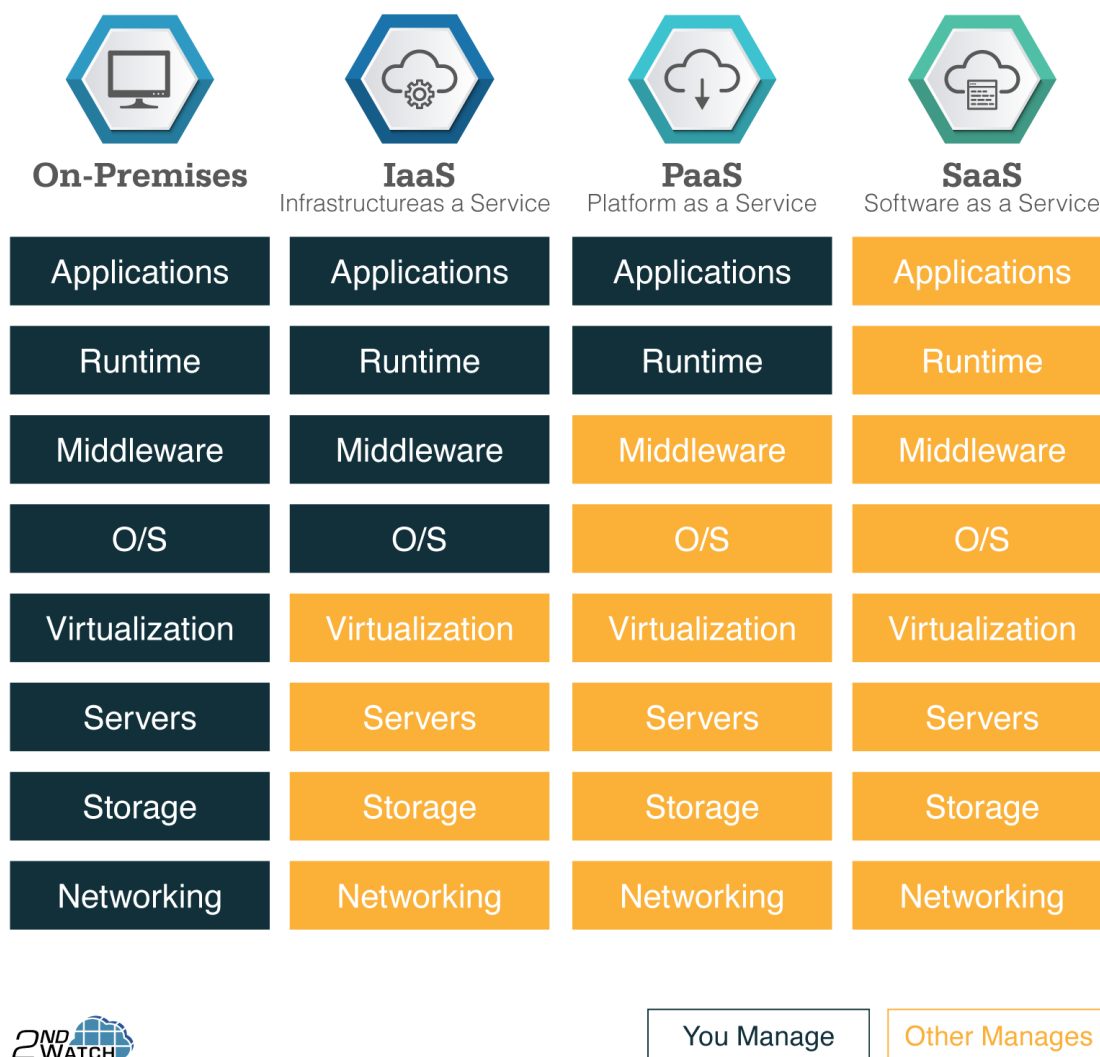 On-Premises
IaaS
Infrastructureas a Service
PaaS
Platform as a Service
SaaS
Software as a Service
Applications
Applications
Applications
Applications
Runtime
Runtime
Runtime
Runtime
Middleware
Middleware
Middleware
Middleware
O/S
O/S
O/S
O/S
Virtualization
Virtualization
Virtualization
Virtualization
Servers
Servers
Servers
Servers
Storage
Storage
Storage
Storage
Networking
Networking
Networking
Networking
2ND
WATCH
You Manage
Other Manages